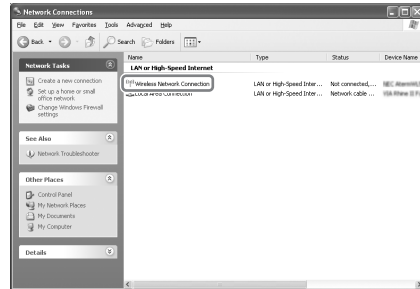 Network Connections
File Edit View Favorites Tools Advanced Help
Back Search Folders
Name Type Status Device Name
LAN or High-Speed Internet
Wireless Network Connection LAN or High-Speed Inter... Not connected,...
Local Area Connection LAN or High-Speed Inter... Network cable ...
Network Tasks
Create a new connection
Set up a home or small
office network
Change Windows Firewall
settings
See Also
Network Troubleshooter
Other Places
Control Panel
My Network Places
My Documents
My Computer
Details